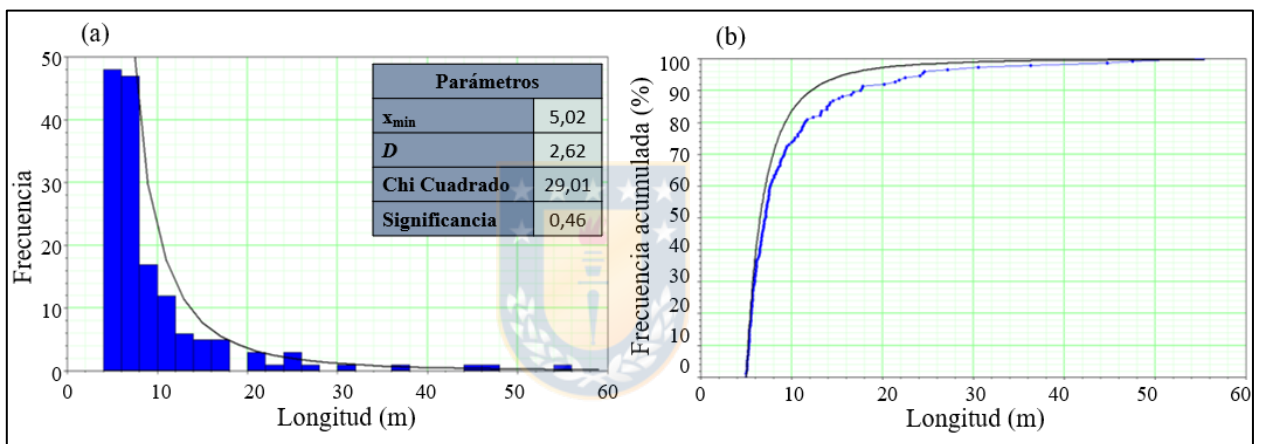 (a)
50
40
30
20
10
0
Frecuencia
0 10 20 30 40 50 60
Longitud (m)
Parámetros
xmin 5,02
D 2,62
Chi Cuadrado 29,01
Significancia 0,46
(b)
100
90
80
70
60
50
40
30
20
10
0
Frecuencia acumulada (%)
0 10 20 30 40 50 60
Longitud (m)